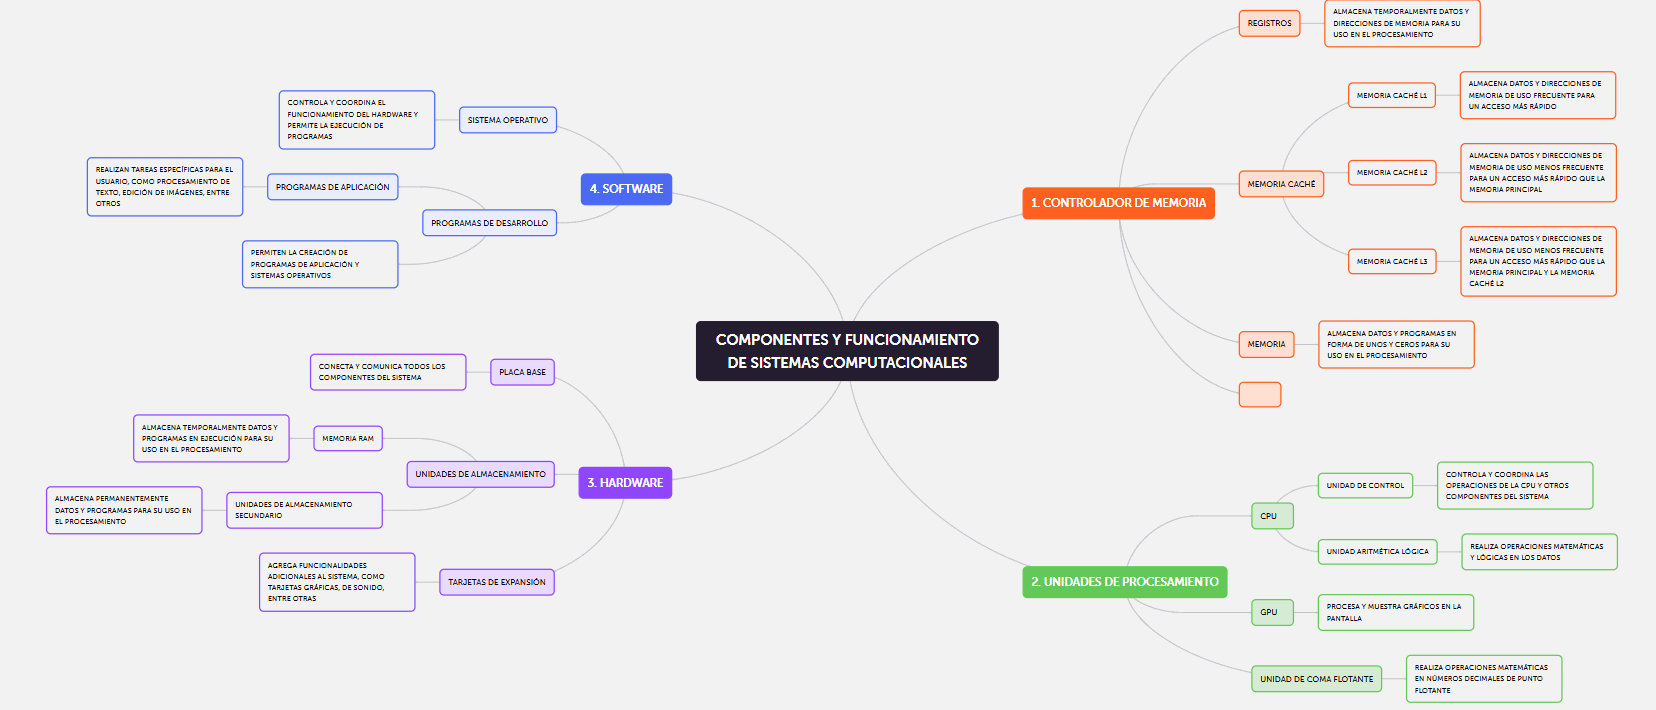 COMPONENTES Y FUNCIONAMIENTO
DE SISTEMAS COMPUTACIONALES
1. CONTROLADOR DE MEMORIA
REGISTROS
ALMACENA TEMPORALMENTE DATOS Y
DIRECCIONES DE MEMORIA PARA SU
USO EN EL PROCESAMIENTO
MEMORIA CACHÉ
MEMORIA CACHÉ L1
ALMACENA DATOS Y DIRECCIONES DE
MEMORIA DE USO FRECUENTE PARA
UN ACCESO MÁS RÁPIDO
MEMORIA CACHÉ L2
ALMACENA DATOS Y DIRECCIONES DE
MEMORIA DE USO MENOS FRECUENTE
PARA UN ACCESO MÁS RÁPIDO QUE LA
MEMORIA PRINCIPAL
MEMORIA CACHÉ L3
ALMACENA DATOS Y DIRECCIONES DE
MEMORIA DE USO MENOS FRECUENTE
PARA UN ACCESO MÁS RÁPIDO QUE LA
MEMORIA PRINCIPAL Y LA MEMORIA
CACHÉ L2
MEMORIA
ALMACENA DATOS Y PROGRAMAS EN
FORMA DE UNOS Y CEROS PARA SU
USO EN EL PROCESAMIENTO
2. UNIDADES DE PROCESAMIENTO
CPU
UNIDAD DE CONTROL
CONTROLA Y COORDINA LAS
OPERACIONES DE LA CPU Y OTROS
COMPONENTES DEL SISTEMA
UNIDAD ARITMÉTICA LÓGICA
REALIZA OPERACIONES MATEMÁTICAS
Y LÓGICAS EN LOS DATOS
GPU
PROCESA Y MUESTRA GRÁFICOS EN LA
PANTALLA
UNIDAD DE COMA FLOTANTE
REALIZA OPERACIONES MATEMÁTICAS
EN NÚMEROS DECIMALES DE PUNTO
FLOTANTE
3. HARDWARE
PLACA BASE
CONECTA Y COMUNICA TODOS LOS
COMPONENTES DEL SISTEMA
UNIDADES DE ALMACENAMIENTO
MEMORIA RAM
ALMACENA TEMPORALMENTE DATOS Y
PROGRAMAS EN EJECUCIÓN PARA SU
USO EN EL PROCESAMIENTO
UNIDADES DE ALMACENAMIENTO
SECUNDARIO
ALMACENA PERMANENTEMENTE
DATOS Y PROGRAMAS PARA SU USO EN
EL PROCESAMIENTO
TARJETAS DE EXPANSIÓN
AGREGA FUNCIONALIDADES
ADICIONALES AL SISTEMA, COMO
TARJETAS GRÁFICAS, DE SONIDO,
ENTRE OTRAS
4. SOFTWARE
SISTEMA OPERATIVO
CONTROLA Y COORDINA EL
FUNCIONAMIENTO DEL HARDWARE Y
PERMITE LA EJECUCIÓN DE
PROGRAMAS
PROGRAMAS DE DESARROLLO
PROGRAMAS DE APLICACIÓN
REALIZAN TAREAS ESPECÍFICAS PARA EL
USUARIO, COMO PROCESAMIENTO DE
TEXTO, EDICIÓN DE IMÁGENES, ENTRE
OTROS
PERMITEN LA CREACIÓN DE
PROGRAMAS DE APLICACIÓN Y
SISTEMAS OPERATIVOS